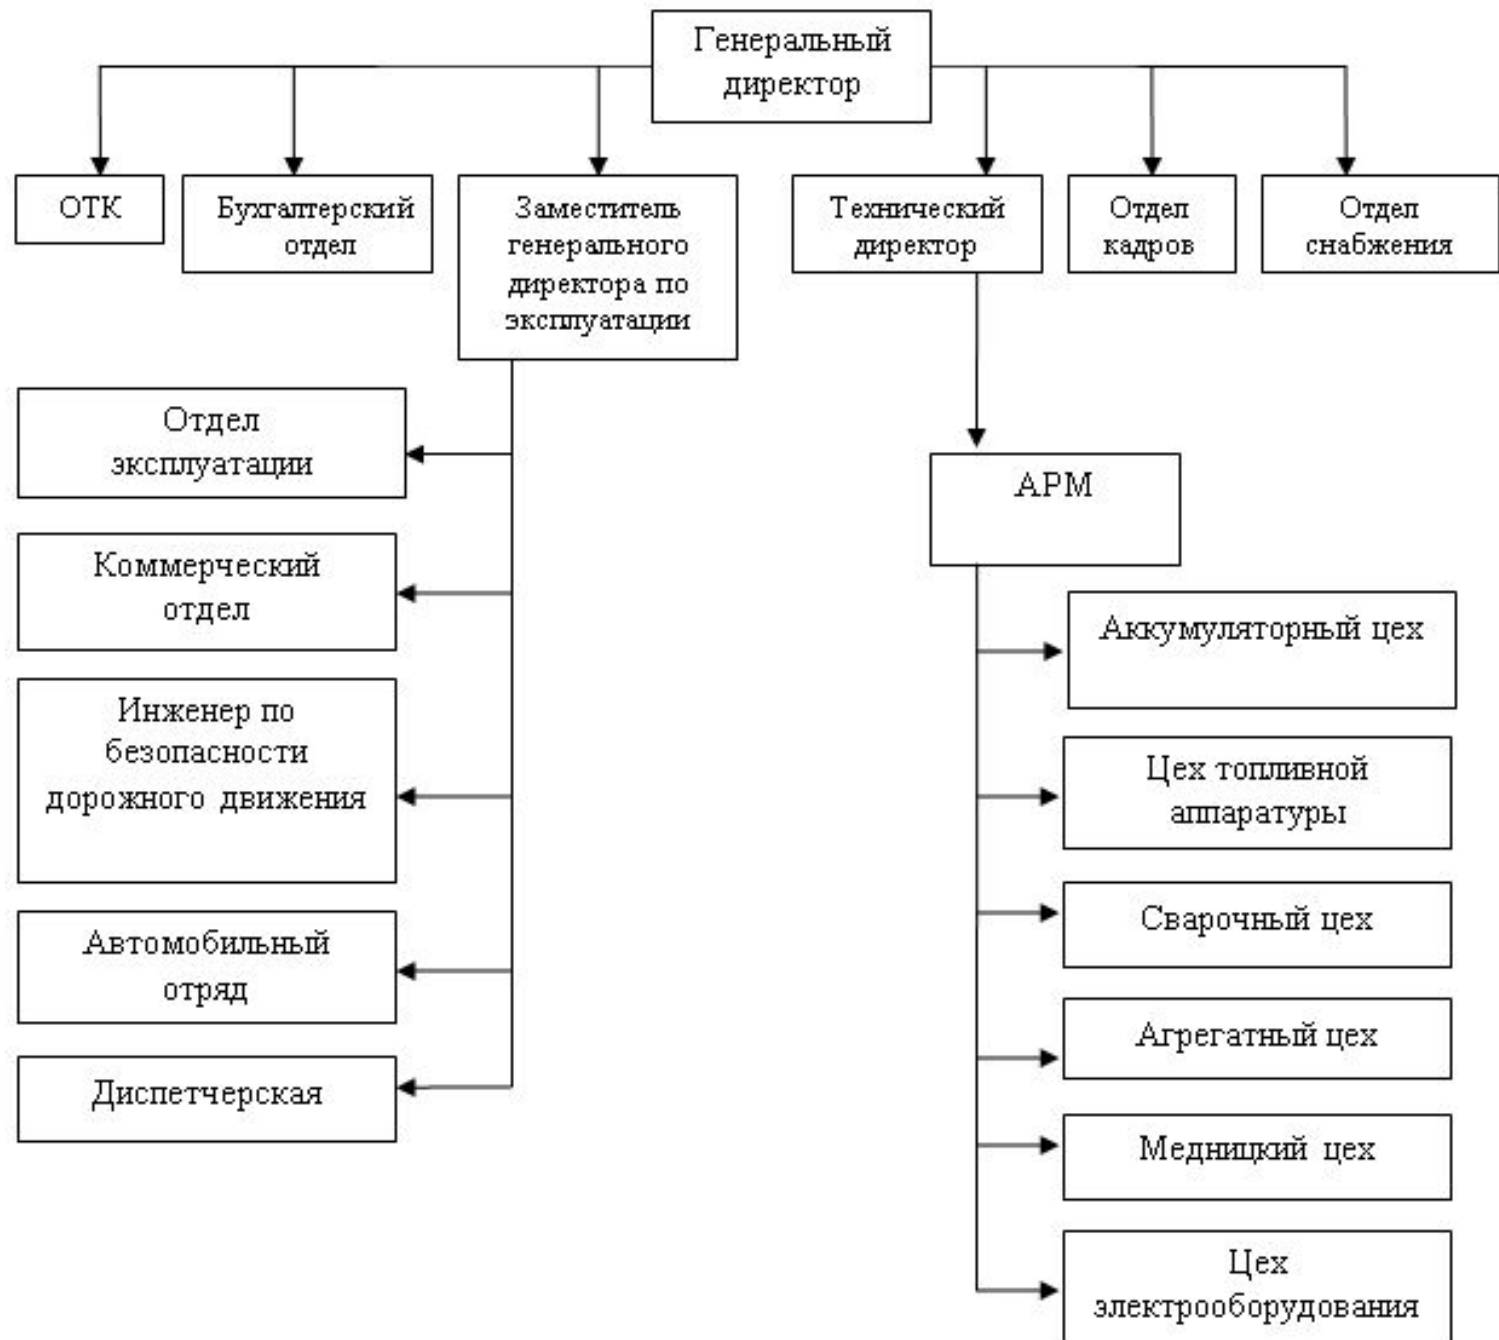 Генеральный
директор
ОТК
Бухгалтерский
отдел
Заместитель
генерального
директора по
эксплуатации
Технический
директор
Отдел
кадров
Отдел
снабжения
Отдел
эксплуатации
Коммерческий
отдел
Инженер по
безопасности
дорожного движения
Автомобильный
отряд
Диспетчерская
АРМ
Аккумуляторный цех
Цех топливной
аппаратуры
Сварочный цех
Агрегатный цех
Медницкий цех
Цех
электрооборудования